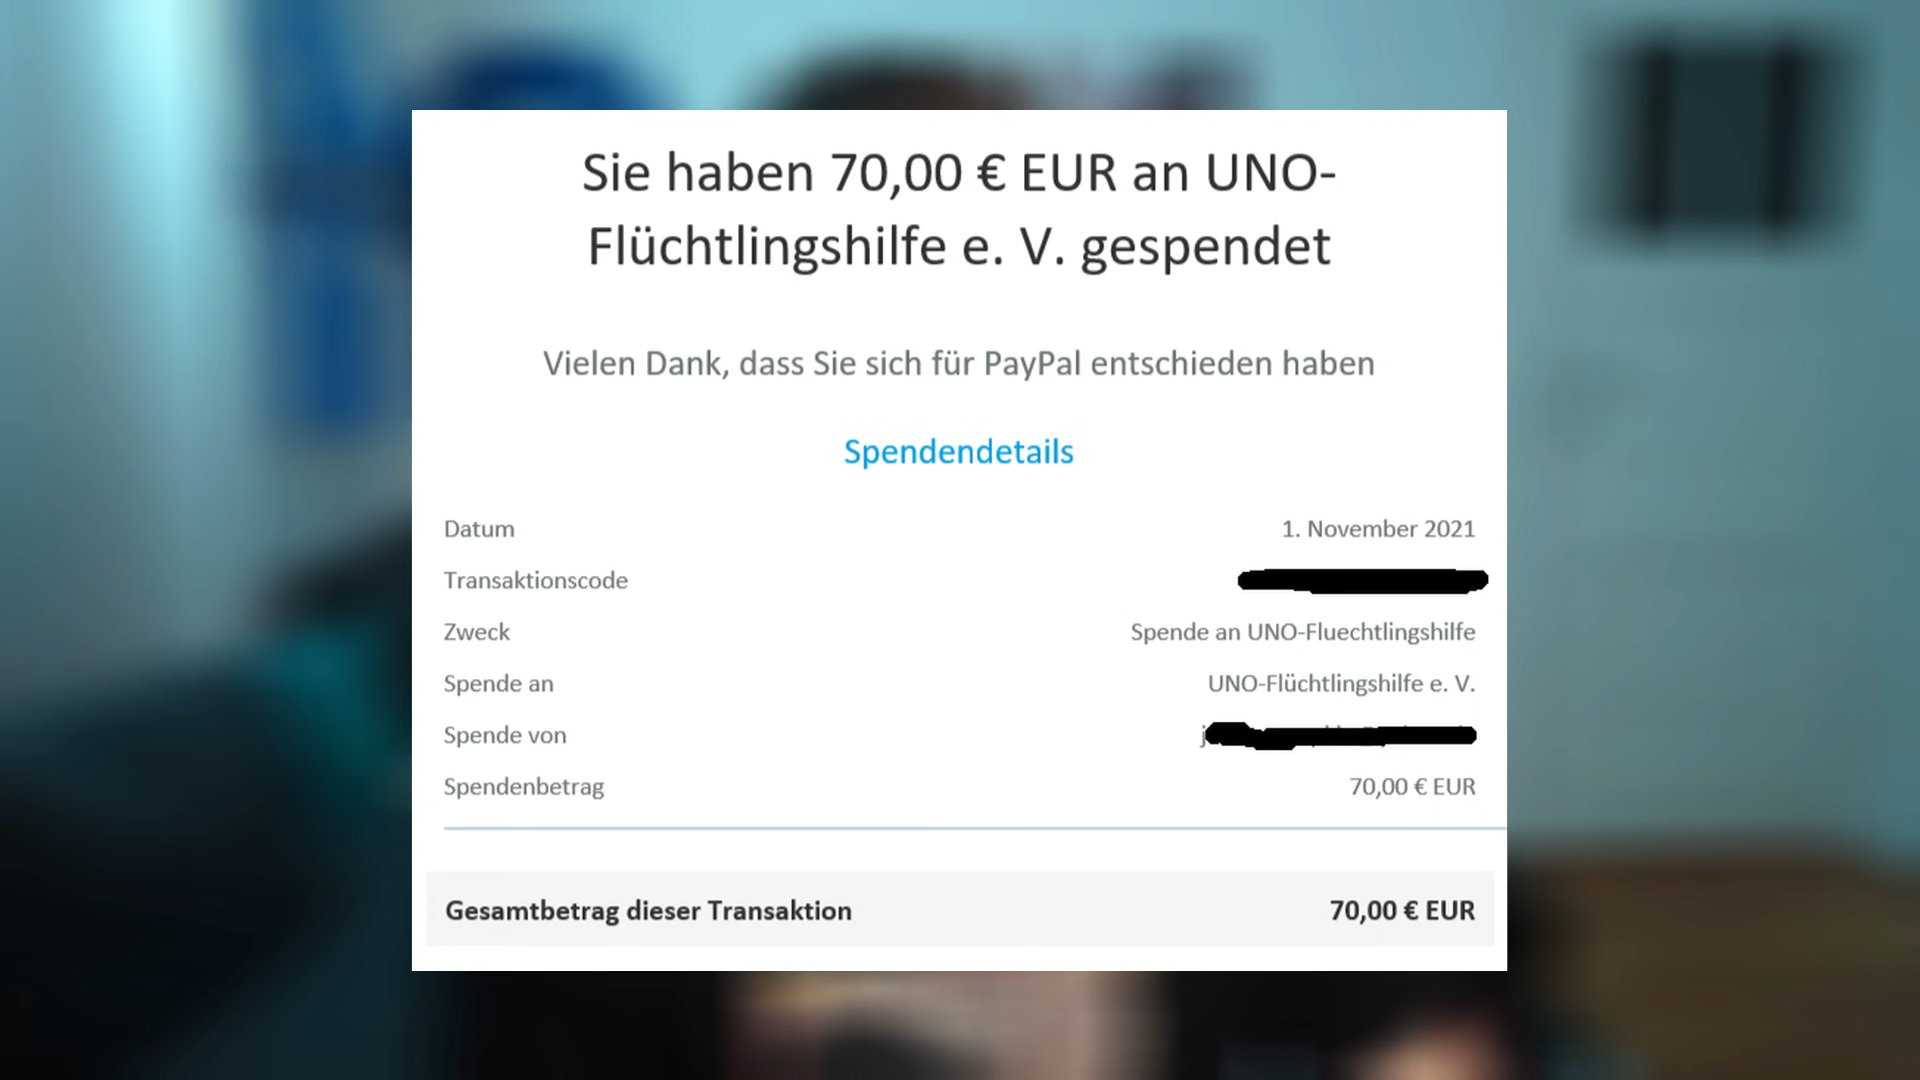 Sie haben 70,00 € EUR an UNO-
Flüchtlingshilfe e. V. gespendet
Vielen Dank, dass Sie sich für PayPal entschieden haben
Spendendetails
Datum 1. November 2021
Transaktionscode
Zweck Spende an UNO-Fluechtlingshilfe
Spende an UNO-Flüchtlingshilfe e. V.
Spende von
Spendenbetrag 70,00 € EUR
Gesamtbetrag dieser Transaktion 70,00 € EUR